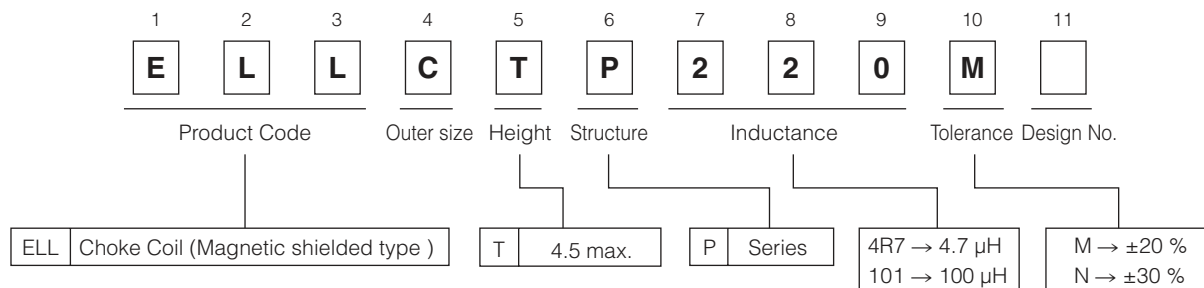 1 2 3 4 5 6 7 8 9 10 11
E L L C T P 2 2 0 M
Product Code Outer size Height Structure Inductance Tolerance Design No.
ELL Choke Coil (Magnetic shielded type ) T 4.5 max. P Series 4R7 → 4.7 µH M → ±20 %
101 → 100 µH N → ±30 %